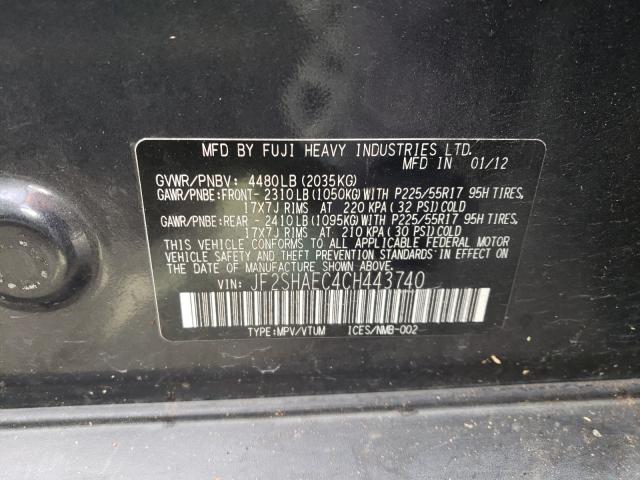 MFD BY FUJI HEAVY INDUSTRIES LTD.
MFD IN 01/12
GVWR/PNBV: 4480LB(2035KG)
GAWR/PNBE:FRONT-2310LB(1050KG)WITH P225/55R17 95H TIRES,
17X7J RIMS AT 220 KPA(32 PSI)COLD
GAWR/PNBE:REAR -2410LB(1095KG)WITH P225/55R17 95H TIRES,
17X7J RIMS AT 210 KPA(30 PSI)COLD
THIS VEHICLE CONFORMS TO ALL APPLICABLE FEDERAL MOTOR
VEHICLE SAFETY AND BUMPER STANDARDS IN EFFECT ON
THE DATE OF MANUFACTURE SHOWN ABOVE.
VIN: JF2SHAEC4CH443740
TYPE:MPV/VTUM ICES/NMB-002